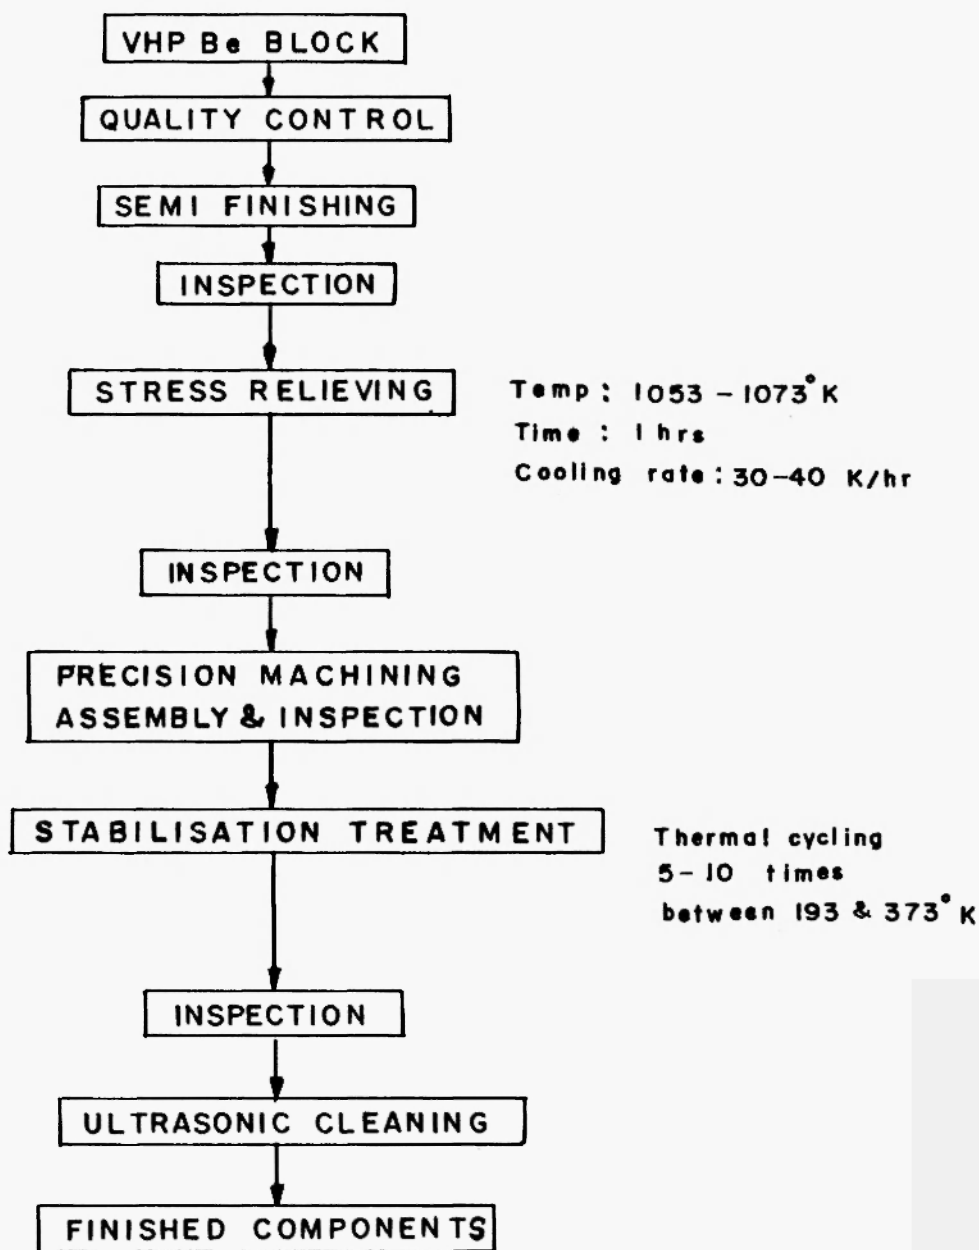 VHP Be BLOCK
QUALITY CONTROL
SEMI FINISHING
INSPECTION
STRESS RELIEVING
Temp: 1053 – 1073°K
Time : 1 hrs
Cooling rate: 30–40 K/hr
INSPECTION
PRECISION MACHINING
ASSEMBLY & INSPECTION
STABILISATION TREATMENT
Thermal cycling
5–10 times
between 193 & 373°K
INSPECTION
ULTRASONIC CLEANING
FINISHED COMPONENTS